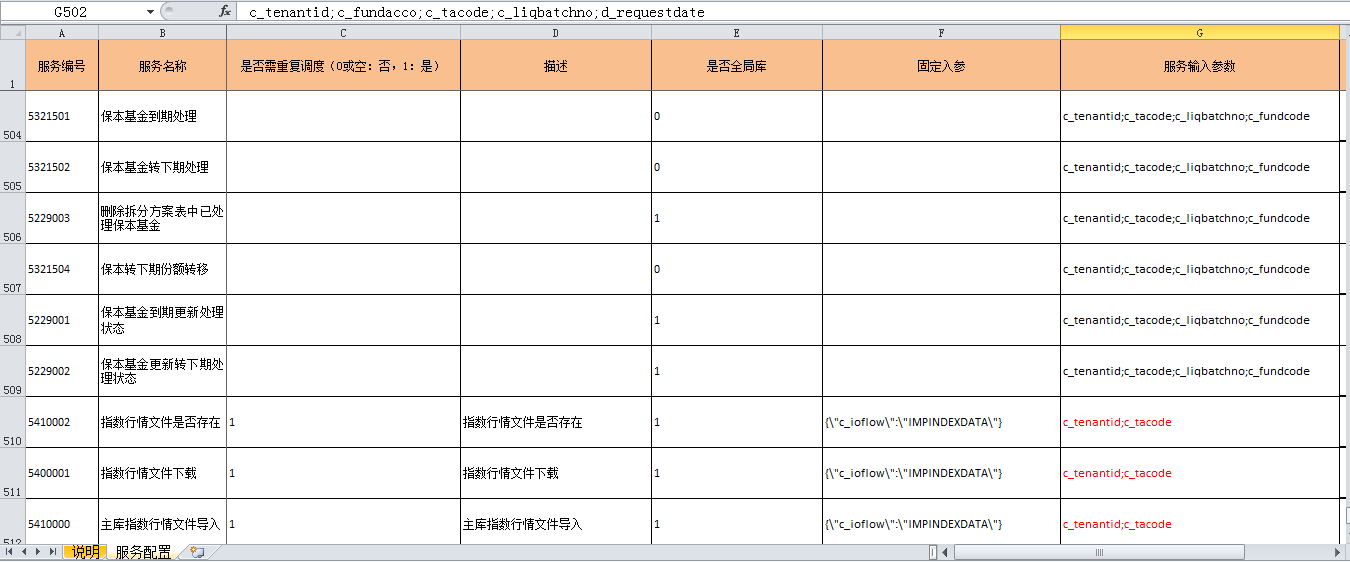 G502 fx c_tenantid;c_fundacco;c_tacode;c_liqbatchno;d_requestdate
A B C D E F G
1 服务编号 服务名称 是否需重复调度（0或空：否，1：是） 描述 是否全局库 固定入参 服务输入参数
504 5321501 保本基金到期处理 0 c_tenantid;c_tacode;c_liqbatchno;c_fundcode
505 5321502 保本基金转下期处理 0 c_tenantid;c_tacode;c_liqbatchno;c_fundcode
506 5229003 删除拆分方案表中已处
理保本基金 1 c_tenantid;c_tacode;c_liqbatchno;c_fundcode
507 5321504 保本转下期份额转移 0 c_tenantid;c_tacode;c_liqbatchno;c_fundcode
508 5229001 保本基金到期更新处理
状态 1 c_tenantid;c_tacode;c_liqbatchno;c_fundcode
509 5229002 保本基金更新转下期处
理状态 1 c_tenantid;c_tacode;c_liqbatchno;c_fundcode
510 5410002 指数行情文件是否存在 1 指数行情文件是否存在 1 {\"c_ioflow\":\"IMPINDEXDATA\"} c_tenantid;c_tacode
511 5400001 指数行情文件下载 1 指数行情文件下载 1 {\"c_ioflow\":\"IMPINDEXDATA\"} c_tenantid;c_tacode
512 5410000 主库指数行情文件导入 1 主库指数行情文件导入 1 {\"c_ioflow\":\"IMPINDEXDATA\"} c_tenantid;c_tacode
说明 服务配置